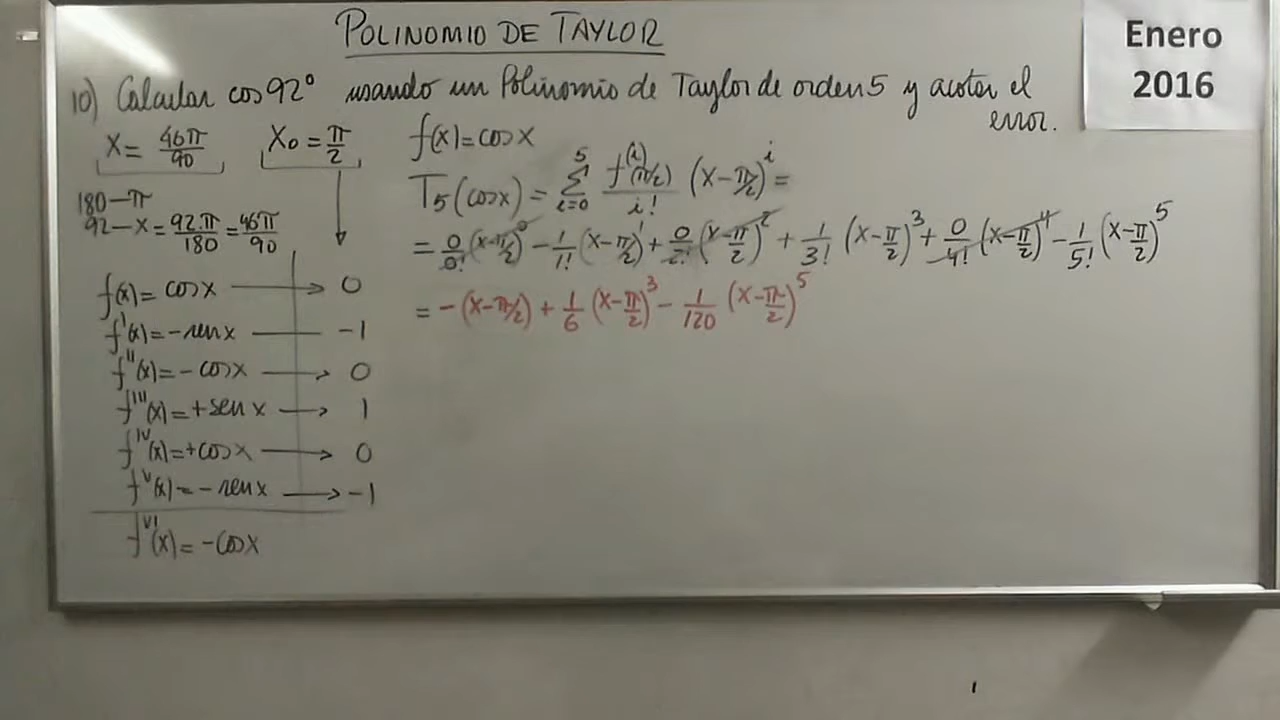 POLINOMIO DE TAYLOR
Enero
2016
10) Calcular cos 92° usando un Polinomio de Taylor de orden 5 y acotar el
error.
X = 46π/90   X₀ = π/2
f(x) = cos x
T₅(cos x) = Σ_{i=0}^{5} f^{(i)}(π/2)/i! (x-π/2)^i =
180 — π
92 — x = 92.π/180 = 46π/90
= 0/0! (x-π/2)^0 - 1/1! (x-π/2)^1 + 0/2! (x-π/2)^2 + 1/3! (x-π/2)^3 + 0/4! (x-π/2)^4 - 1/5! (x-π/2)^5
= -(x-π/2) + 1/6 (x-π/2)^3 - 1/120 (x-π/2)^5
f(x) = cos x → 0
f'(x) = -sen x — -1
f''(x) = -cos x → 0
f'''(x) = +sen x → 1
f^{IV}(x) = +cos x → 0
f^{V}(x) = -sen x → -1
f^{VI}(x) = -cos x